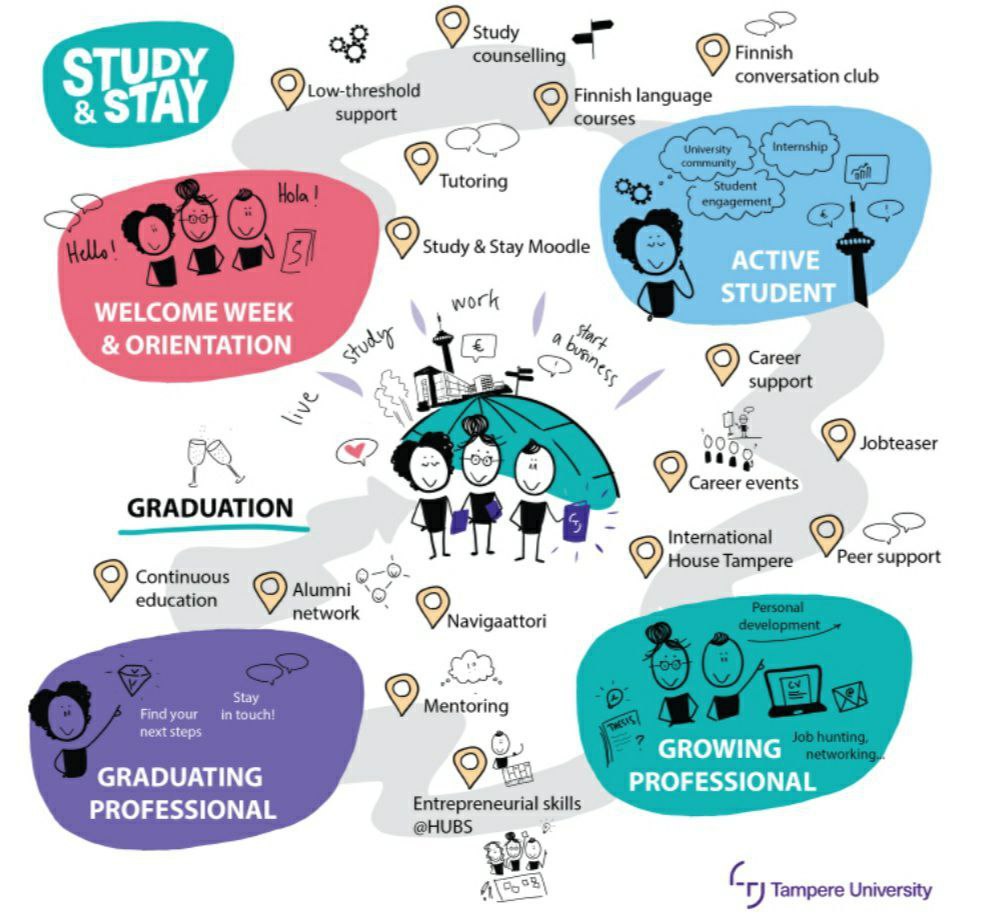 STUDY
& STAY
Low-threshold
support
Study
counselling
Finnish language
courses
Finnish
conversation club
Tutoring
Study & Stay Moodle
Hello!
Hola!
WELCOME WEEK
& ORIENTATION
University
community
Internship
Student
engagement
€
!
ACTIVE
STUDENT
live
study
work
start
a business
€
!
Career
support
Jobteaser
Career events
International
House Tampere
Peer support
Personal
development
THESIS
?
CV
@
Job hunting,
networking...
GROWING
PROFESSIONAL
Navigaattori
Mentoring
Entrepreneurial skills
@HUBS
Find your
next steps
Stay
in touch!
GRADUATING
PROFESSIONAL
Continuous
education
Alumni
network
GRADUATION
Tampere University